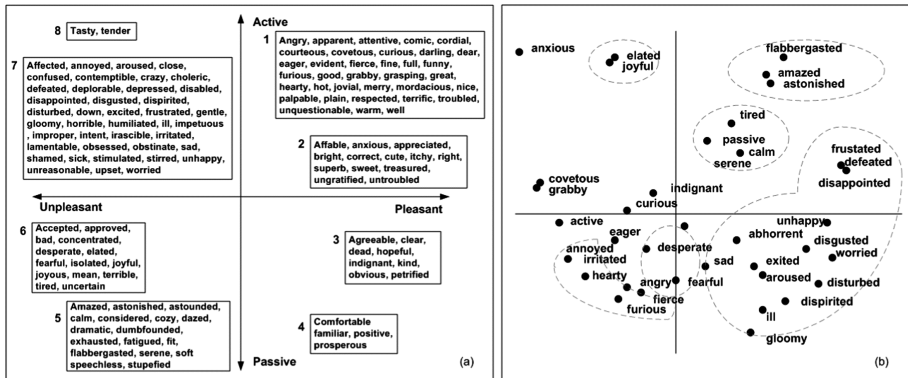 Active
8
Tasty, tender
1
Angry, apparent, attentive, comic, cordial,
courteous, covetous, curious, darling, dear,
eager, evident, fierce, fine, full, funny,
furious, good, grabby, grasping, great,
hearty, hot, jovial, merry, mordacious, nice,
palpable, plain, respected, terrific, troubled,
unquestionable, warm, well
7
Affected, annoyed, aroused, close,
confused, contemptible, crazy, choleric,
defeated, deplorable, depressed, disabled,
disappointed, disgusted, dispirited,
disturbed, down, excited, frustrated, gentle,
gloomy, horrible, humiliated, ill, impetuous
, improper, intent, irascible, irritated,
lamentable, obsessed, obstinate, sad,
shamed, sick, stimulated, stirred, unhappy,
unreasonable, upset, worried
2
Affable, anxious, appreciated,
bright, correct, cute, itchy, right,
superb, sweet, treasured,
ungratified, untroubled
Unpleasant
Pleasant
6
Accepted, approved,
bad, concentrated,
desperate, elated,
fearful, isolated, joyful,
joyous, mean, terrible,
tired, uncertain
3
Agreeable, clear,
dead, hopeful,
indignant, kind,
obvious, petrified
5
Amazed, astonished, astounded,
calm, considered, cozy, dazed,
dramatic, dumbfounded,
exhausted, fatigued, fit,
flabbergasted, serene, soft
speechless, stupefied
4
Comfortable
familiar, positive,
prosperous
Passive
(a)
anxious
elated
joyful
flabbergasted
amazed
astonished
tired
passive
calm
serene
frustated
defeated
disappointed
covetous
grabby
indignant
curious
active
eager
annoyed
irritated
hearty
desperate
angry
fierce
furious
fearful
sad
unhappy
abhorrent
disgusted
worried
exited
aroused
disturbed
dispirited
ill
gloomy
(b)